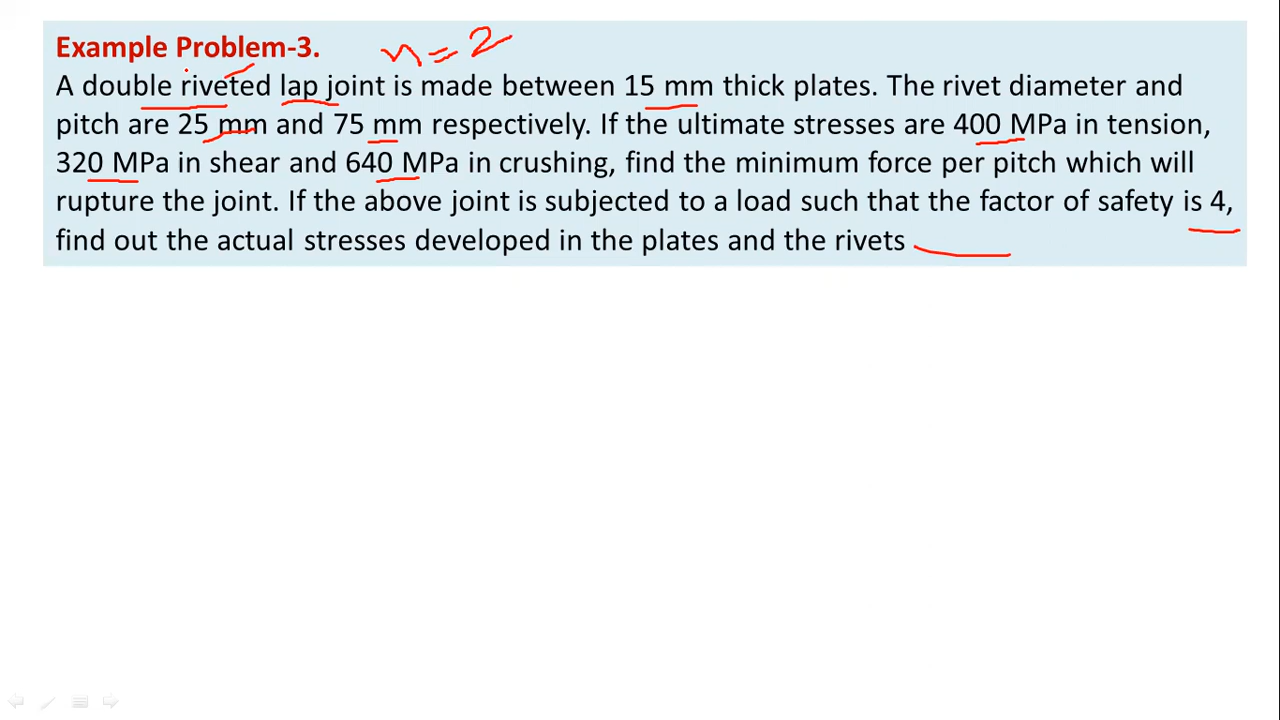 Example Problem-3.
n = 2
A double riveted lap joint is made between 15 mm thick plates. The rivet diameter and
pitch are 25 mm and 75 mm respectively. If the ultimate stresses are 400 MPa in tension,
320 MPa in shear and 640 MPa in crushing, find the minimum force per pitch which will
rupture the joint. If the above joint is subjected to a load such that the factor of safety is 4,
find out the actual stresses developed in the plates and the rivets